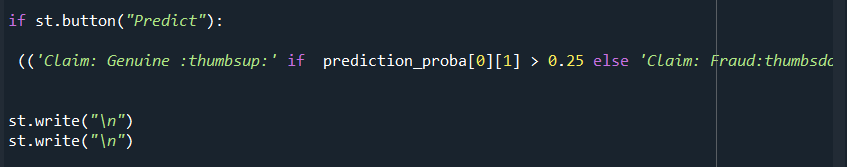 if st.button("Predict"):
(('Claim: Genuine :thumbsup:' if  prediction_proba[0][1] > 0.25 else 'Claim: Fraud:thumbsdo
st.write("\n")
st.write("\n")